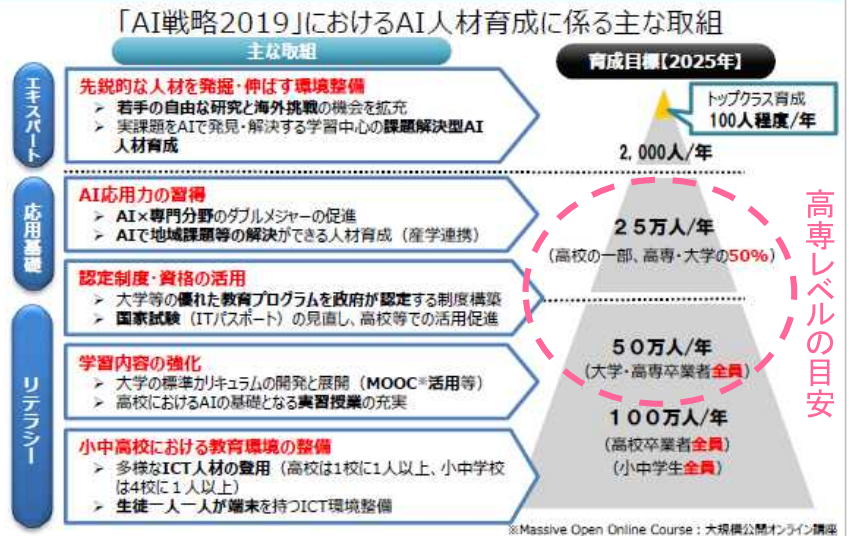 「AI戦略2019」におけるAI人材育成に係る主な取組
主な取組
育成目標【2025年】
エキスパート
先鋭的な人材を発掘・伸ばす環境整備
➢ 若手の自由な研究と海外挑戦の機会を拡充
➢ 実課題をAIで発見・解決する学習中心の課題解決型AI
人材育成
トップクラス育成
100人程度/年
2,000人/年
応用基礎
AI応用力の習得
➢ AI×専門分野のダブルメジャーの促進
➢ AIで地域課題等の解決ができる人材育成（産学連携）
25万人/年
(高校の一部、高専・大学の50%)
高専レベルの目安
認定制度・資格の活用
➢ 大学等の優れた教育プログラムを政府が認定する制度構築
➢ 国家試験（ITパスポート）の見直し、高校等での活用促進
リテラシー
学習内容の強化
➢ 大学の標準カリキュラムの開発と展開（MOOC※活用等）
➢ 高校におけるAIの基礎となる実習授業の充実
50万人/年
(大学・高専卒業者全員)
小中高校における教育環境の整備
➢ 多様なICT人材の登用（高校は1校に1人以上、小中学校
は4校に1人以上）
➢ 生徒一人一人が端末を持つICT環境整備
100万人/年
(高校卒業者全員)
(小中学生全員)
※Massive Open Online Course：大規模公開オンライン講座